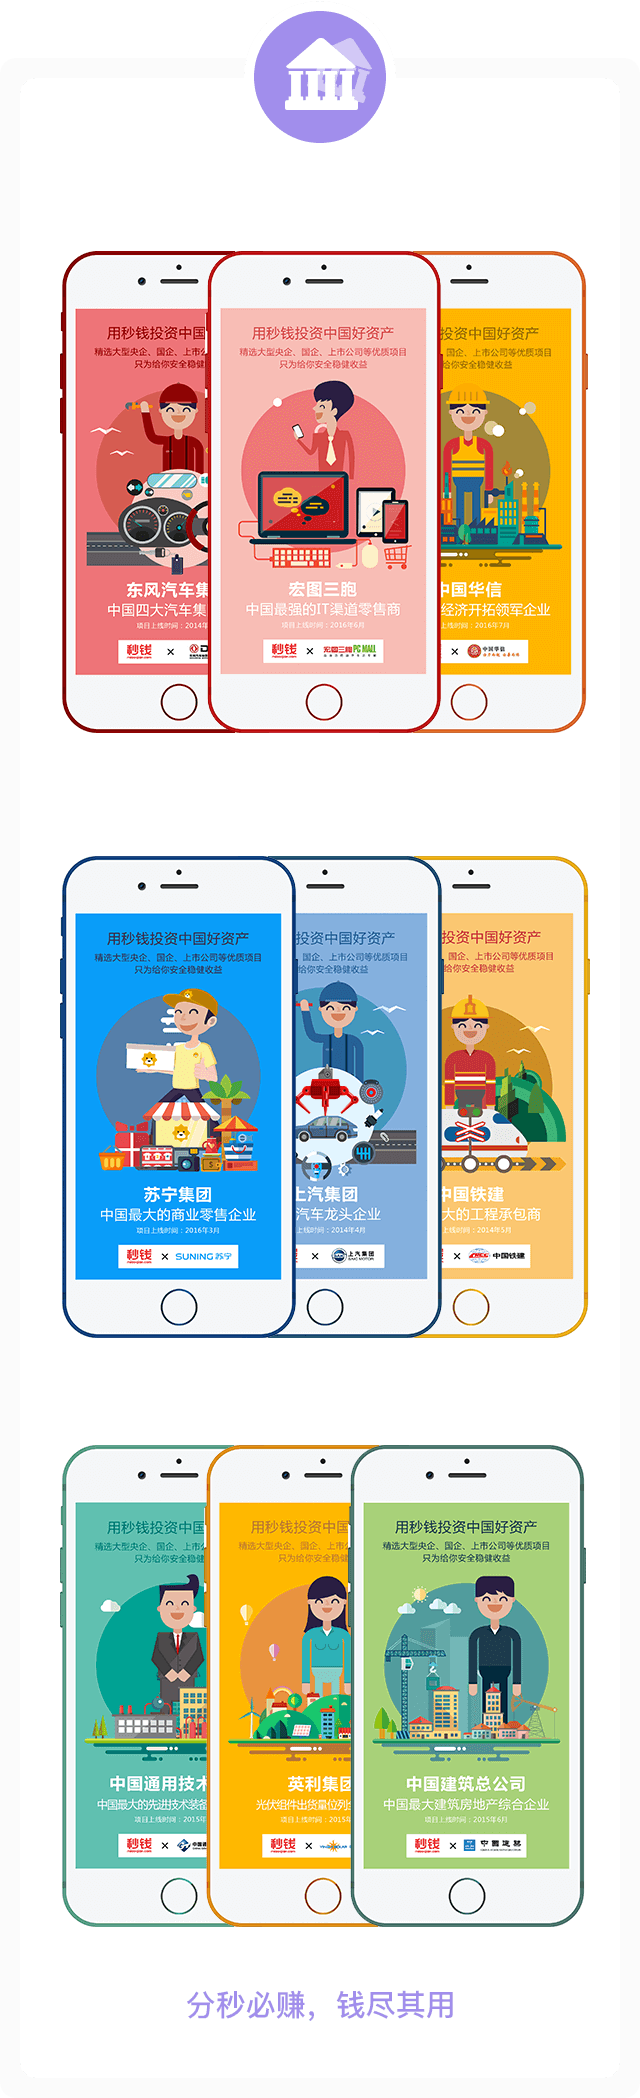 用秒钱投资中国
精选大型央企、国企、上市公
只为给你安全稳健
东风汽车集
中国四大汽车集
项目上线时间：2014年
秒钱 ×
用秒钱投资中国好资产
精选大型央企、国企、上市公司等优质项目
只为给你安全稳健收益
宏图三胞
中国最强的IT渠道零售商
项目上线时间：2016年6月
秒钱 × 宏图三胞 PC MALL
投资中国好资产
国企、上市公司等优质项目
给你安全稳健收益
中国华信
经济开拓领军企业
线时间：2016年7月
× 中国华信
用秒钱投资中国好资产
精选大型央企、国企、上市公司等优质项目
只为给你安全稳健收益
苏宁集团
中国最大的商业零售企业
项目上线时间：2016年3月
秒钱 × SUNING 苏宁
投资中国好资产
国企、上市公司等优质项目
给你安全稳健收益
上汽集团
汽车龙头企业
线时间：2014年4月
× 上汽集团
SAIC MOTOR
投资中国好资产
国企、上市公司等优质项目
给你安全稳健收益
中国铁建
大的工程承包商
线时间：2014年5月
× 中国铁建
用秒钱投资中国
精选大型央企、国企、上市公
只为给你安全稳健
中国通用技术
中国最大的先进技术装备
项目上线时间：2015年
秒钱 ×
用秒钱投资中国
精选大型央企、国企、上市公
只为给你安全稳健
英利集团
光伏组件出货量位列
项目上线时间：2015
秒钱 ×
用秒钱投资中国好资产
精选大型央企、国企、上市公司等优质项目
只为给你安全稳健收益
中国建筑总公司
中国最大建筑房地产综合企业
项目上线时间：2015年6月
秒钱 × 中国建筑
分秒必赚，钱尽其用